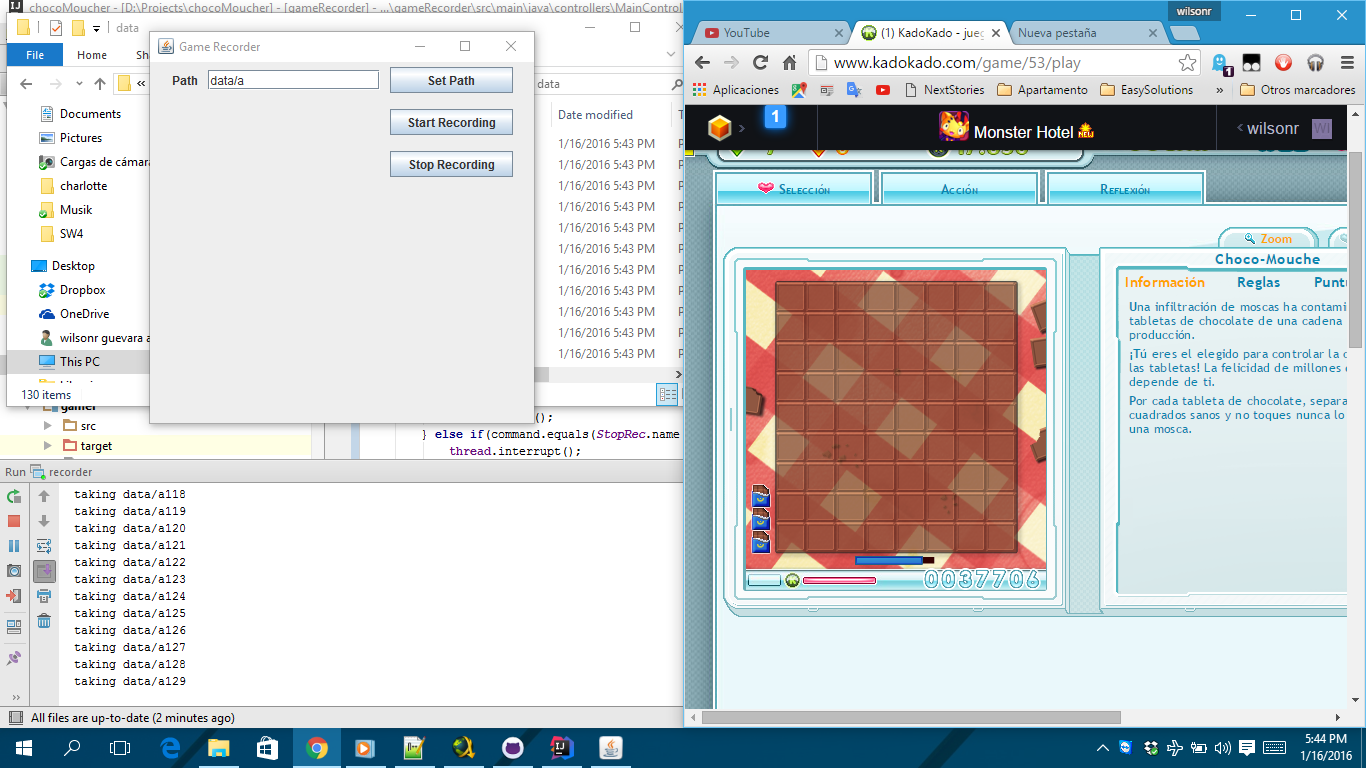 chocoMoucher - [D:\Projects\chocoMoucher] - [gameRecorder] - ...\gameRecorder\src\main\java\controllers\MainControl
data
File
Home
«
data
Documents
Pictures
Cargas de cámara
charlotte
Musik
SW4
Desktop
Dropbox
OneDrive
wilsonr guevara a
This PC
130 items
Date modified
1/16/2016 5:43 PM
1/16/2016 5:43 PM
1/16/2016 5:43 PM
1/16/2016 5:43 PM
1/16/2016 5:43 PM
1/16/2016 5:43 PM
1/16/2016 5:43 PM
1/16/2016 5:43 PM
1/16/2016 5:43 PM
1/16/2016 5:43 PM
1/16/2016 5:43 PM
Game Recorder
Path
data/a
Set Path
Start Recording
Stop Recording
gamer
src
target
();
} else if(command.equals(StopRec.name
thread.interrupt();
Run
recorder
taking data/a118
taking data/a119
taking data/a120
taking data/a121
taking data/a122
taking data/a123
taking data/a124
taking data/a125
taking data/a126
taking data/a127
taking data/a128
taking data/a129
All files are up-to-date (2 minutes ago)
wilsonr
YouTube
(1) KadoKado - jueg
Nueva pestaña
www.kadokado.com/game/53/play
1
Aplicaciones
NextStories
Apartamento
EasySolutions
»
Otros marcadores
1
Monster Hotel
NEW
wilsonr
WI
Selección
Acción
Reflexión
Zoom
Choco-Mouche
Información
Reglas
Puntu
Una infiltración de moscas ha contami
tabletas de chocolate de una cadena
producción.
¡Tú eres el elegido para controlar la c
las tabletas! La felicidad de millones
depende de ti.
Por cada tableta de chocolate, separa
cuadrados sanos y no toques nunca lo
una mosca.
0037706
5:44 PM
1/16/2016